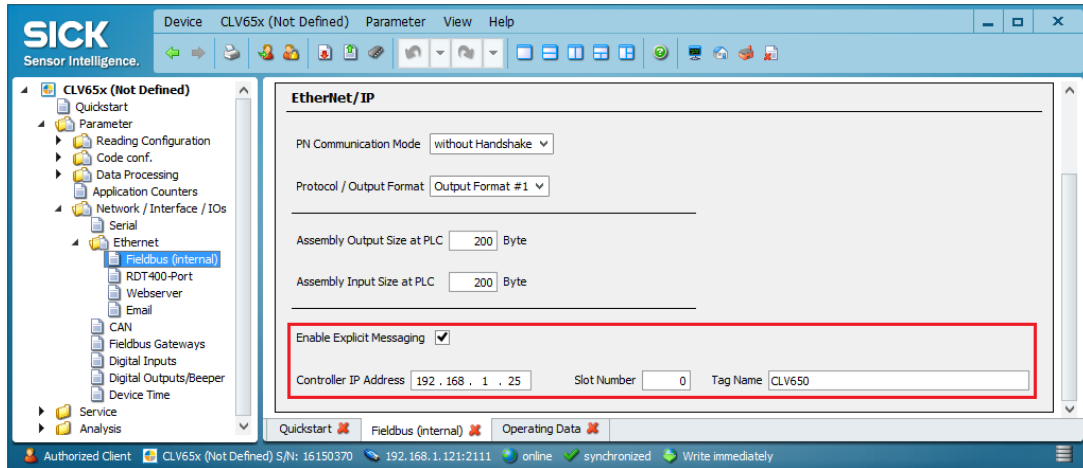 SICK
Sensor Intelligence.
Device CLV65x (Not Defined) Parameter View Help
CLV65x (Not Defined)
Quickstart
Parameter
Reading Configuration
Code conf.
Data Processing
Application Counters
Network / Interface / IOs
Serial
Ethernet
Fieldbus (internal)
RDT400-Port
Webserver
Email
CAN
Fieldbus Gateways
Digital Inputs
Digital Outputs/Beeper
Device Time
Service
Analysis
EtherNet/IP
PN Communication Mode without Handshake
Protocol / Output Format Output Format #1
Assembly Output Size at PLC 200 Byte
Assembly Input Size at PLC 200 Byte
Enable Explicit Messaging
Controller IP Address 192 . 168 . 1 . 25 Slot Number 0 Tag Name CLV650
Quickstart Fieldbus (internal) Operating Data
Authorized Client CLV65x (Not Defined) S/N: 16150370 192.168.1.121:2111 online synchronized Write immediately